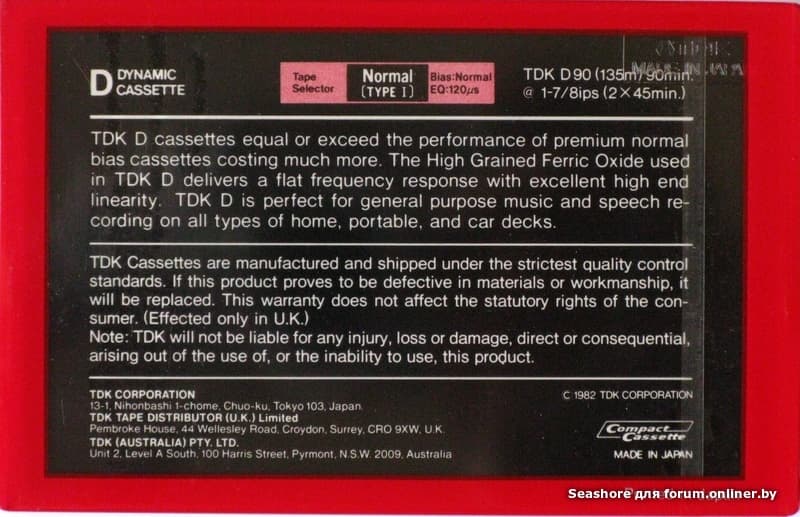 D DYNAMIC CASSETTE
Tape Selector Normal (TYPE I) Bias:Normal EQ:120μs
TDK D90 (135m) 90min.
@ 1-7/8ips (2×45min.)
MADE IN JAPAN
TDK D cassettes equal or exceed the performance of premium normal
bias cassettes costing much more. The High Grained Ferric Oxide used
in TDK D delivers a flat frequency response with excellent high end
linearity. TDK D is perfect for general purpose music and speech re-
cording on all types of home, portable, and car decks.
TDK Cassettes are manufactured and shipped under the strictest quality control
standards. If this product proves to be defective in materials or workmanship, it
will be replaced. This warranty does not affect the statutory rights of the con-
sumer. (Effected only in U.K.)
Note: TDK will not be liable for any injury, loss or damage, direct or consequential,
arising out of the use of, or the inability to use, this product.
TDK CORPORATION
13-1, Nihonbashi 1-chome, Chuo-ku, Tokyo 103, Japan.
TDK TAPE DISTRIBUTOR (U.K.) Limited
Pembroke House, 44 Wellesley Road, Croydon, Surrey, CRO 9XW, U.K.
TDK (AUSTRALIA) PTY. LTD.
Unit 2, Level A South, 100 Harris Street, Pyrmont, N.S.W. 2009, Australia
C 1982 TDK CORPORATION
Compact
Cassette
MADE IN JAPAN
Seashore для forum.onliner.by